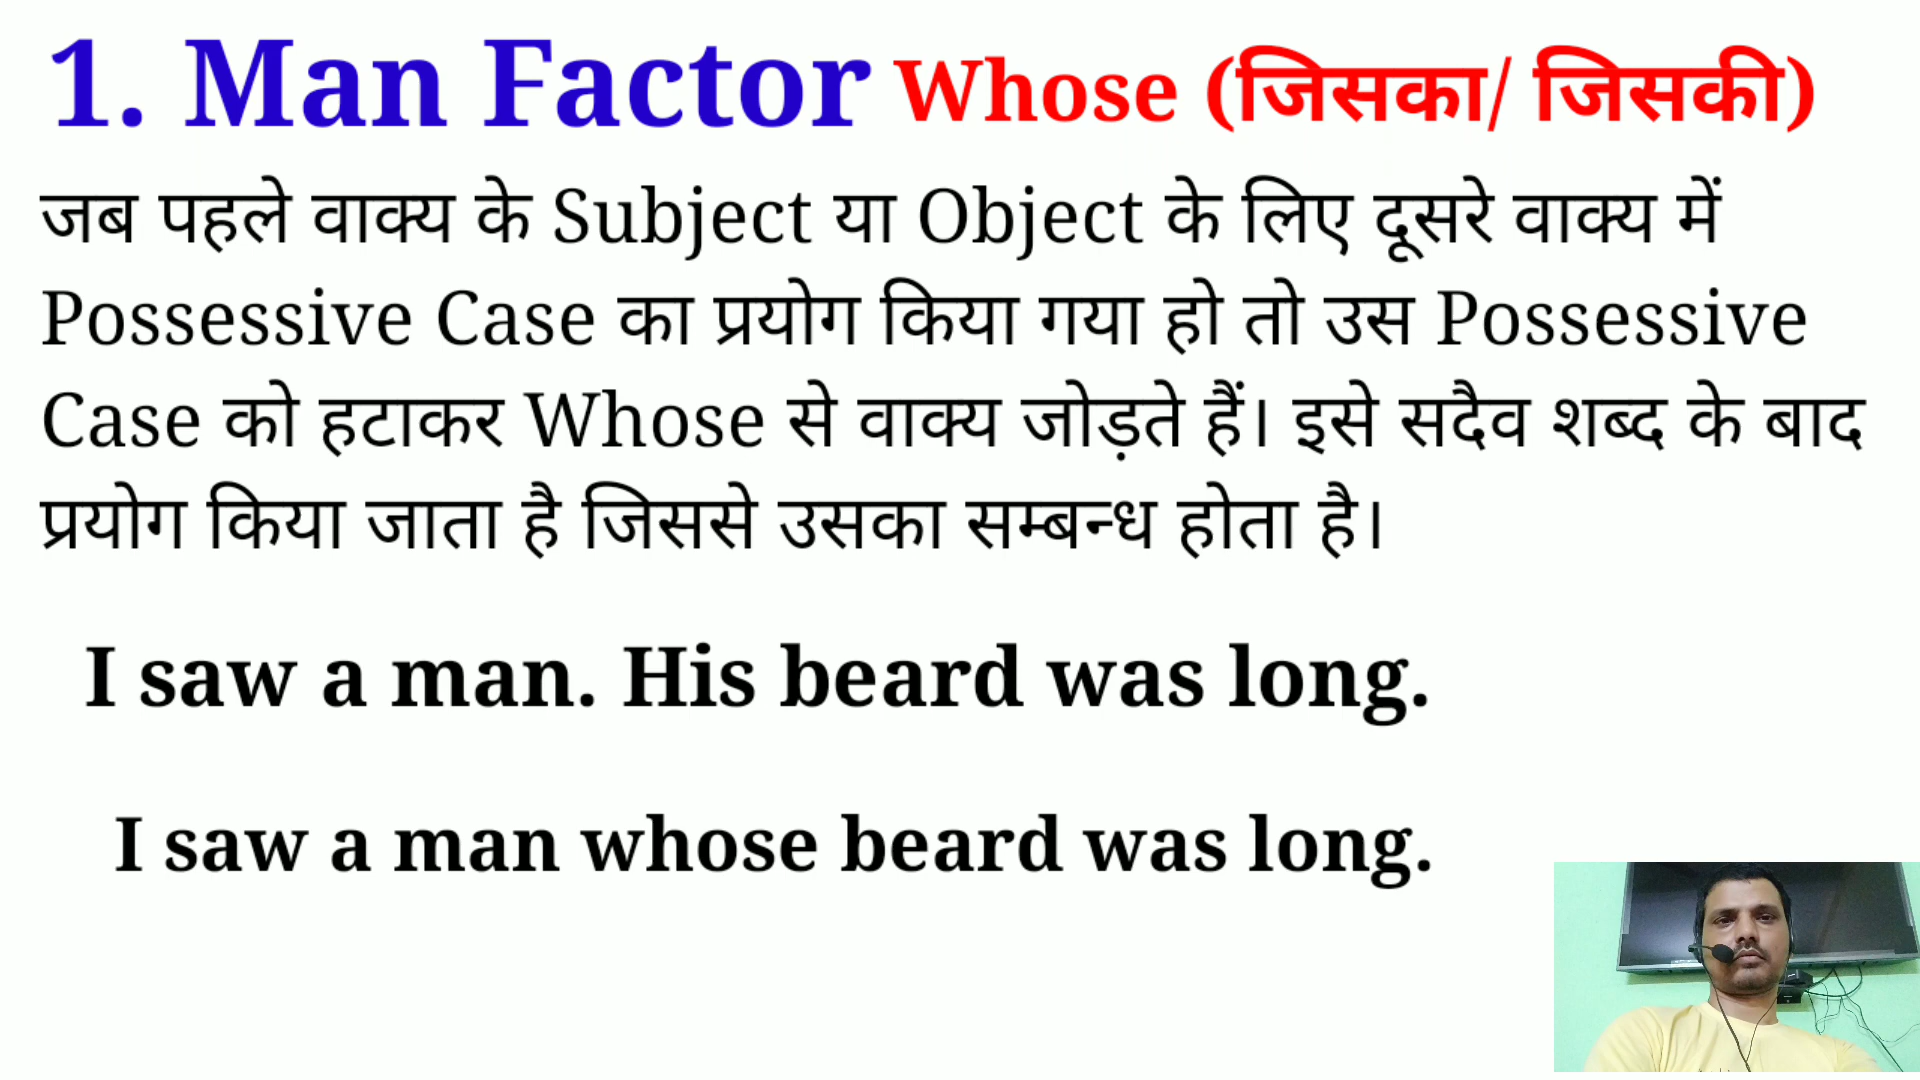 1. Man Factor Whose (जिसका/ जिसकी)
जब पहले वाक्य के Subject या Object के लिए दूसरे वाक्य में
Possessive Case का प्रयोग किया गया हो तो उस Possessive
Case को हटाकर Whose से वाक्य जोड़ते हैं। इसे सदैव शब्द के बाद
प्रयोग किया जाता है जिससे उसका सम्बन्ध होता है।
I saw a man. His beard was long.
I saw a man whose beard was long.